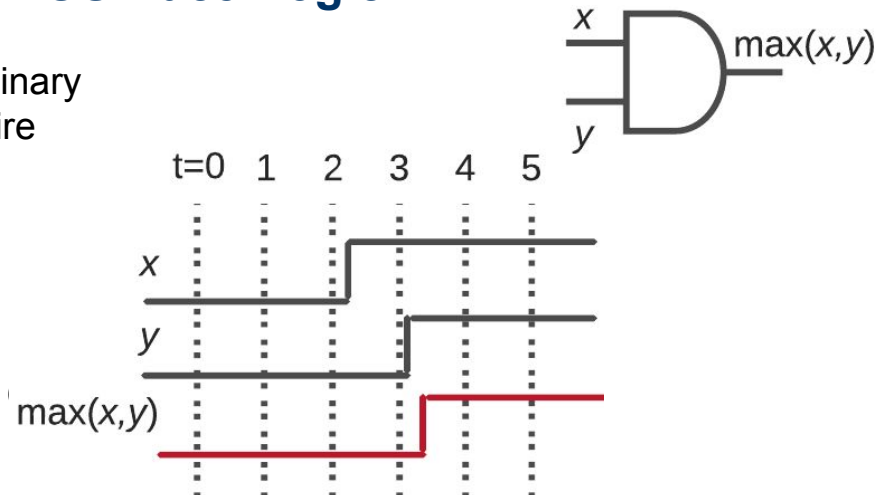 x
max(x,y)
y
inary
ire
t=0 1 2 3 4 5
x
y
max(x,y)